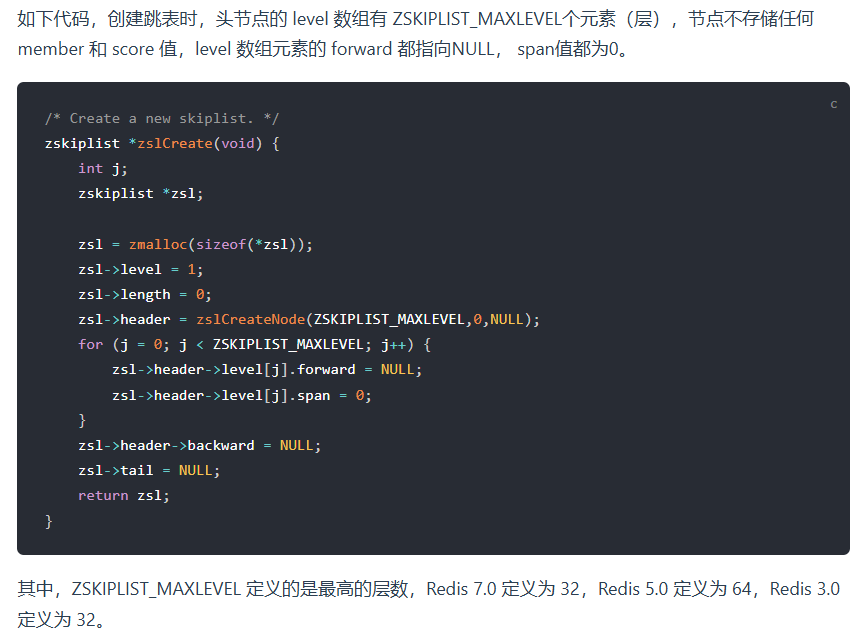 如下代码，创建跳表时，头节点的 level 数组有 ZSKIPLIST_MAXLEVEL个元素（层），节点不存储任何
member 和 score 值，level 数组元素的 forward 都指向NULL， span值都为0。
c
/* Create a new skiplist. */
zskiplist *zslCreate(void) {
    int j;
    zskiplist *zsl;

    zsl = zmalloc(sizeof(*zsl));
    zsl->level = 1;
    zsl->length = 0;
    zsl->header = zslCreateNode(ZSKIPLIST_MAXLEVEL,0,NULL);
    for (j = 0; j < ZSKIPLIST_MAXLEVEL; j++) {
        zsl->header->level[j].forward = NULL;
        zsl->header->level[j].span = 0;
    }
    zsl->header->backward = NULL;
    zsl->tail = NULL;
    return zsl;
}
其中，ZSKIPLIST_MAXLEVEL 定义的是最高的层数，Redis 7.0 定义为 32，Redis 5.0 定义为 64，Redis 3.0
定义为 32。